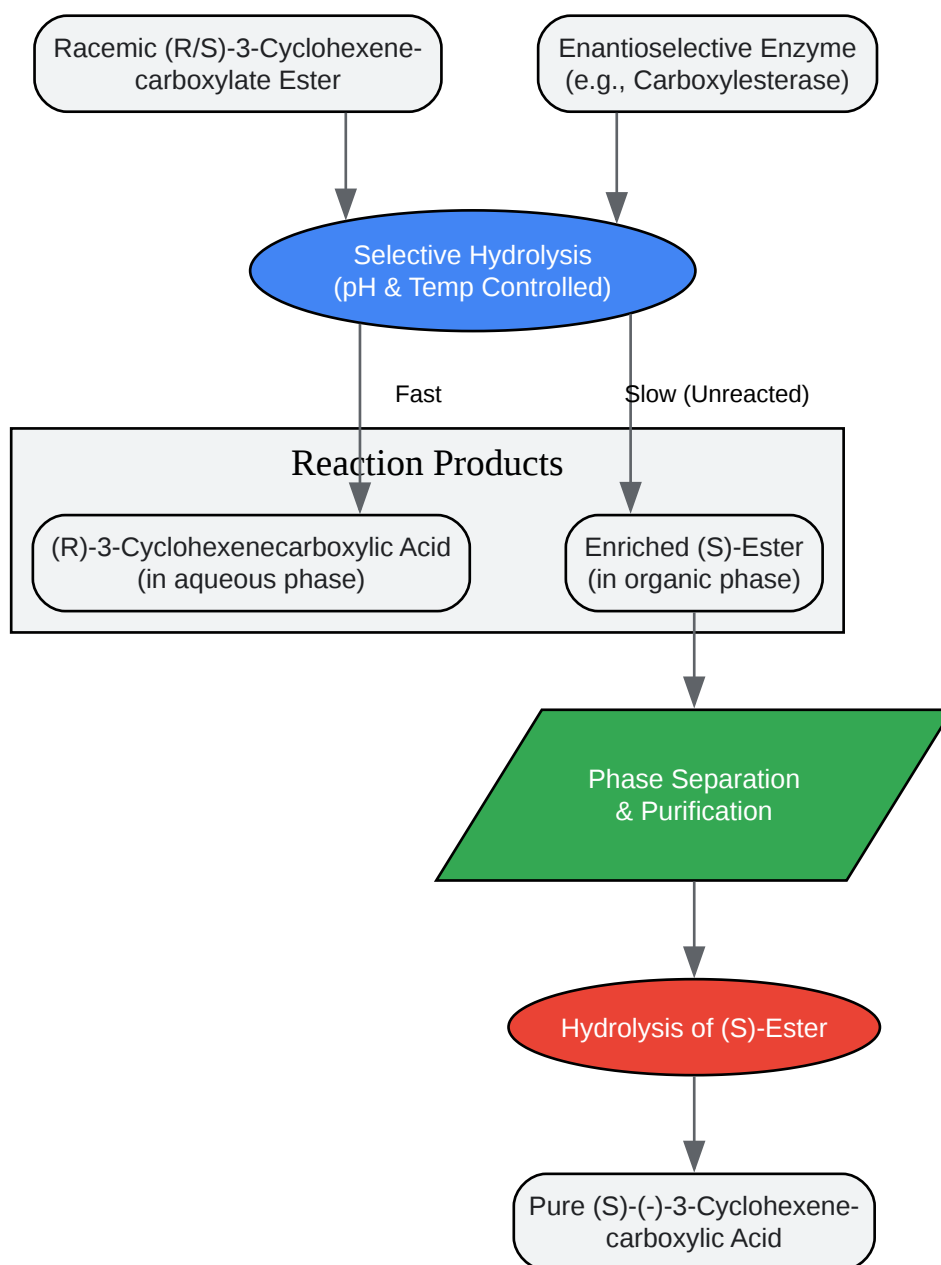 Racemic (R/S)-3-Cyclohexene-
carboxylate Ester
Enantioselective Enzyme
(e.g., Carboxylesterase)
Selective Hydrolysis
(pH & Temp Controlled)
Fast
Slow (Unreacted)
Reaction Products
(R)-3-Cyclohexenecarboxylic Acid
(in aqueous phase)
Enriched (S)-Ester
(in organic phase)
Phase Separation
& Purification
Hydrolysis of (S)-Ester
Pure (S)-(-)-3-Cyclohexene-
carboxylic Acid